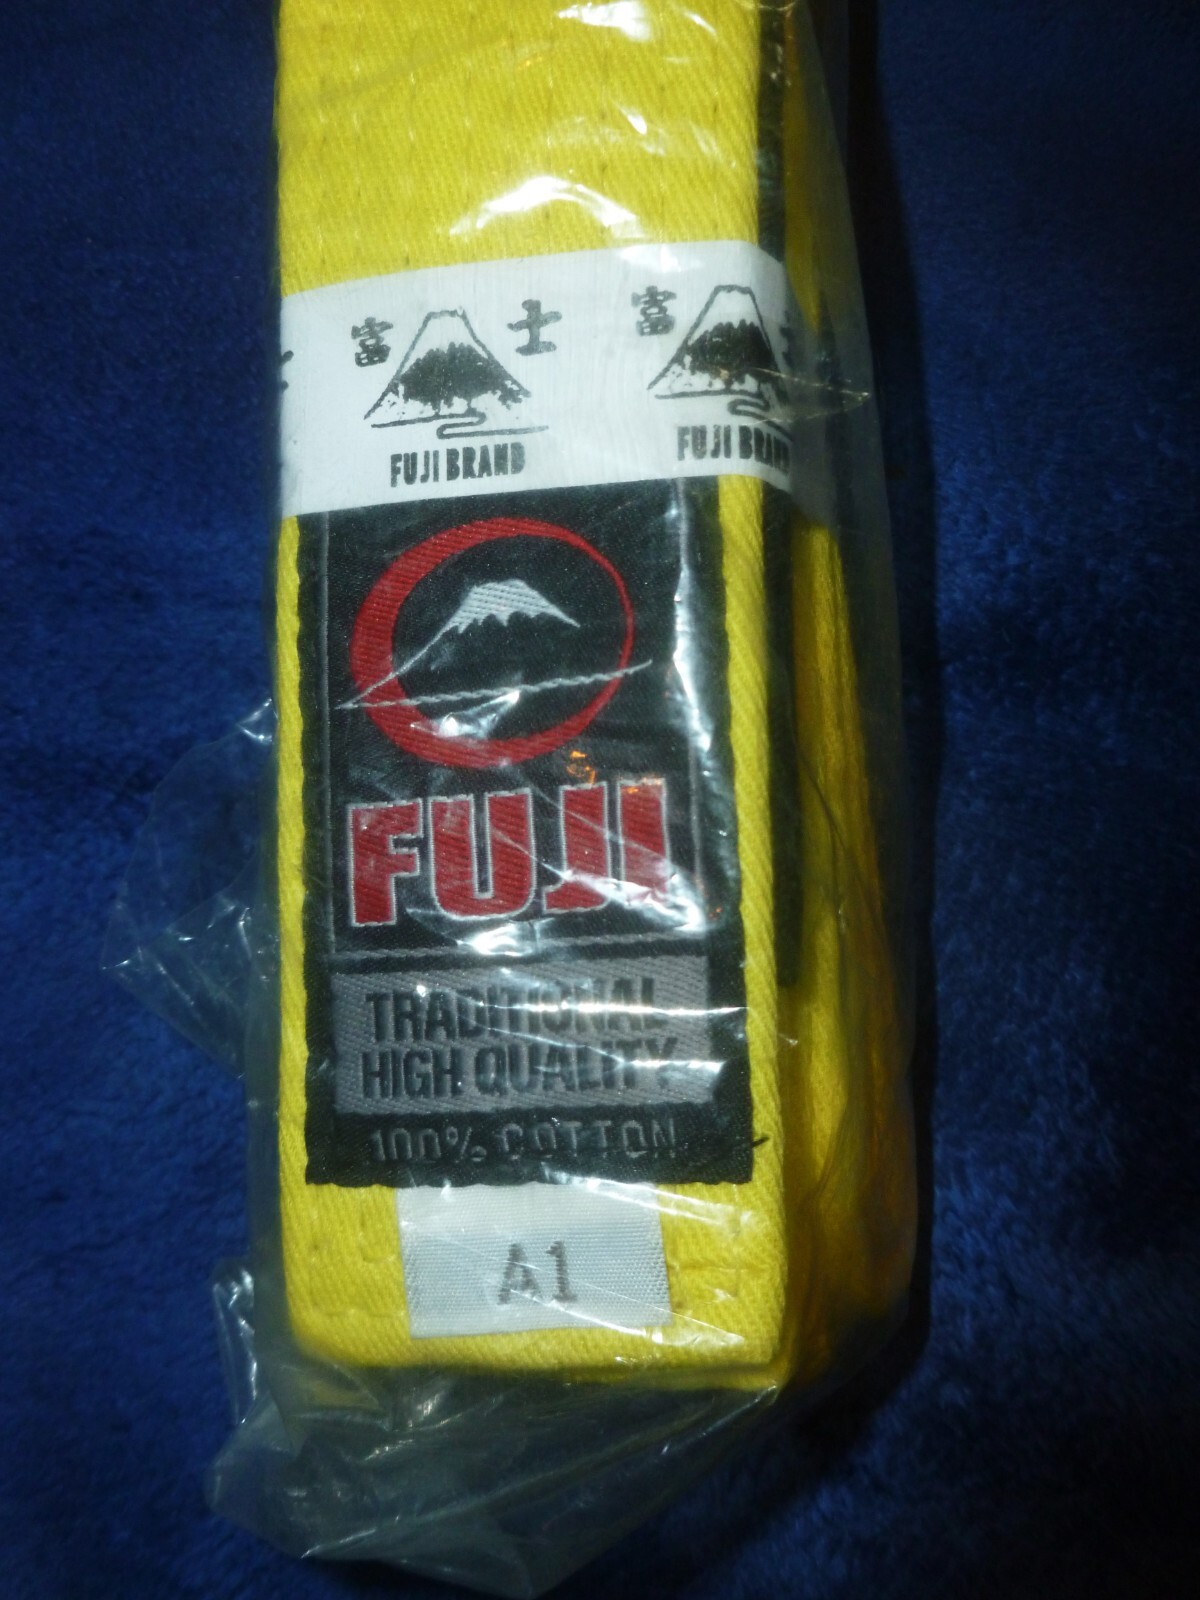 富 士 富
FUJI BRAND FUJI BRAND
FUJI
TRADITIONAL
HIGH QUALITY
100% COTTON
A1